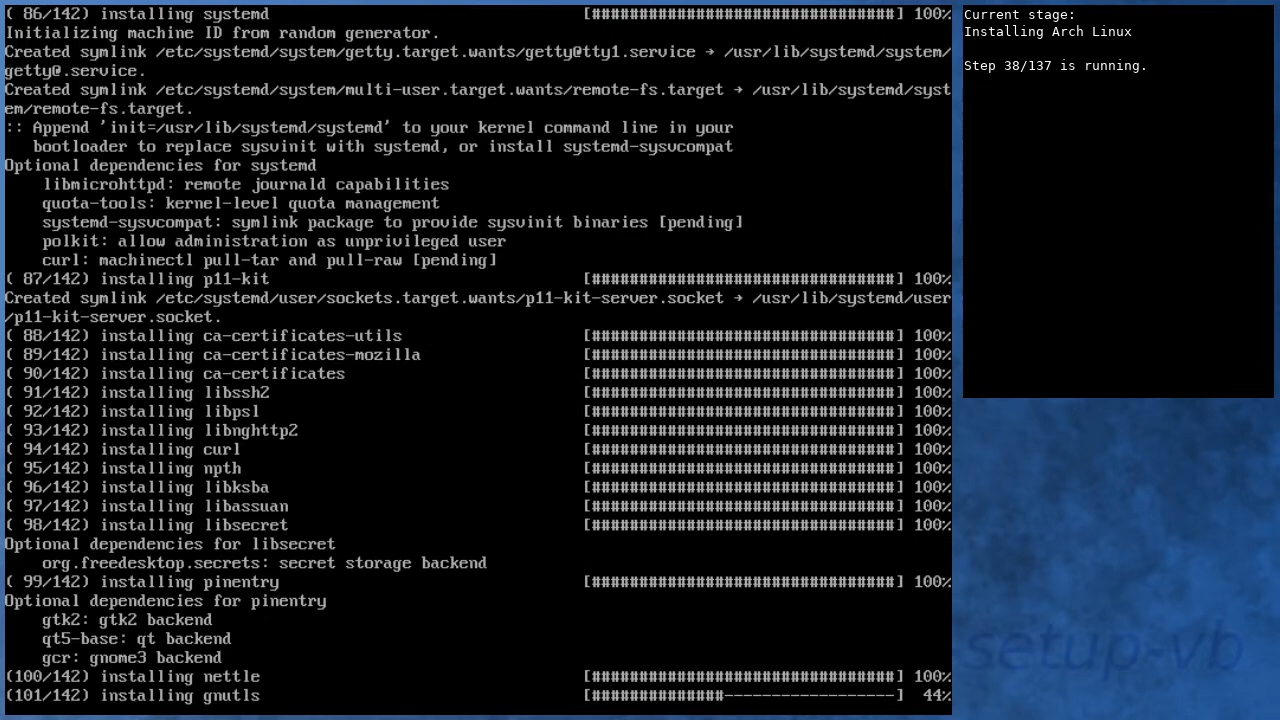 ( 86/142) installing systemd [################################] 100%
Initializing machine ID from random generator.
Created symlink /etc/systemd/system/getty.target.wants/getty@tty1.service → /usr/lib/systemd/system/
getty@.service.
Created symlink /etc/systemd/system/multi-user.target.wants/remote-fs.target → /usr/lib/systemd/syst
em/remote-fs.target.
:: Append 'init=/usr/lib/systemd/systemd' to your kernel command line in your
bootloader to replace sysvinit with systemd, or install systemd-sysvcompat
Optional dependencies for systemd
libmicrohttpd: remote journald capabilities
quota-tools: kernel-level quota management
systemd-sysvcompat: symlink package to provide sysvinit binaries [pending]
polkit: allow administration as unprivileged user
curl: machinectl pull-tar and pull-raw [pending]
( 87/142) installing p11-kit [################################] 100%
Created symlink /etc/systemd/user/sockets.target.wants/p11-kit-server.socket → /usr/lib/systemd/user
/p11-kit-server.socket.
( 88/142) installing ca-certificates-utils [################################] 100%
( 89/142) installing ca-certificates-mozilla [################################] 100%
( 90/142) installing ca-certificates [################################] 100%
( 91/142) installing libssh2 [################################] 100%
( 92/142) installing libpsl [################################] 100%
( 93/142) installing libnghttp2 [################################] 100%
( 94/142) installing curl [################################] 100%
( 95/142) installing npth [################################] 100%
( 96/142) installing libksba [################################] 100%
( 97/142) installing libassuan [################################] 100%
( 98/142) installing libsecret [################################] 100%
Optional dependencies for libsecret
org.freedesktop.secrets: secret storage backend
( 99/142) installing pinentry [################################] 100%
Optional dependencies for pinentry
gtk2: gtk2 backend
qt5-base: qt backend
gcr: gnome3 backend
(100/142) installing nettle [################################] 100%
(101/142) installing gnutls [##############------------------] 44%
Current stage:
Installing Arch Linux
Step 38/137 is running.
setup-vb